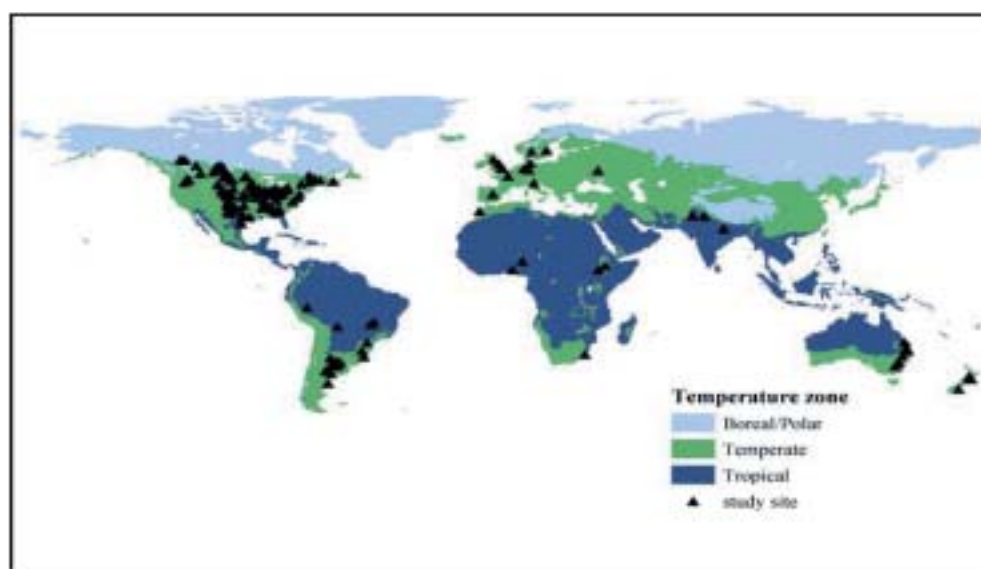 Temperature zone
Boreal/Polar
Temperate
Tropical
study site